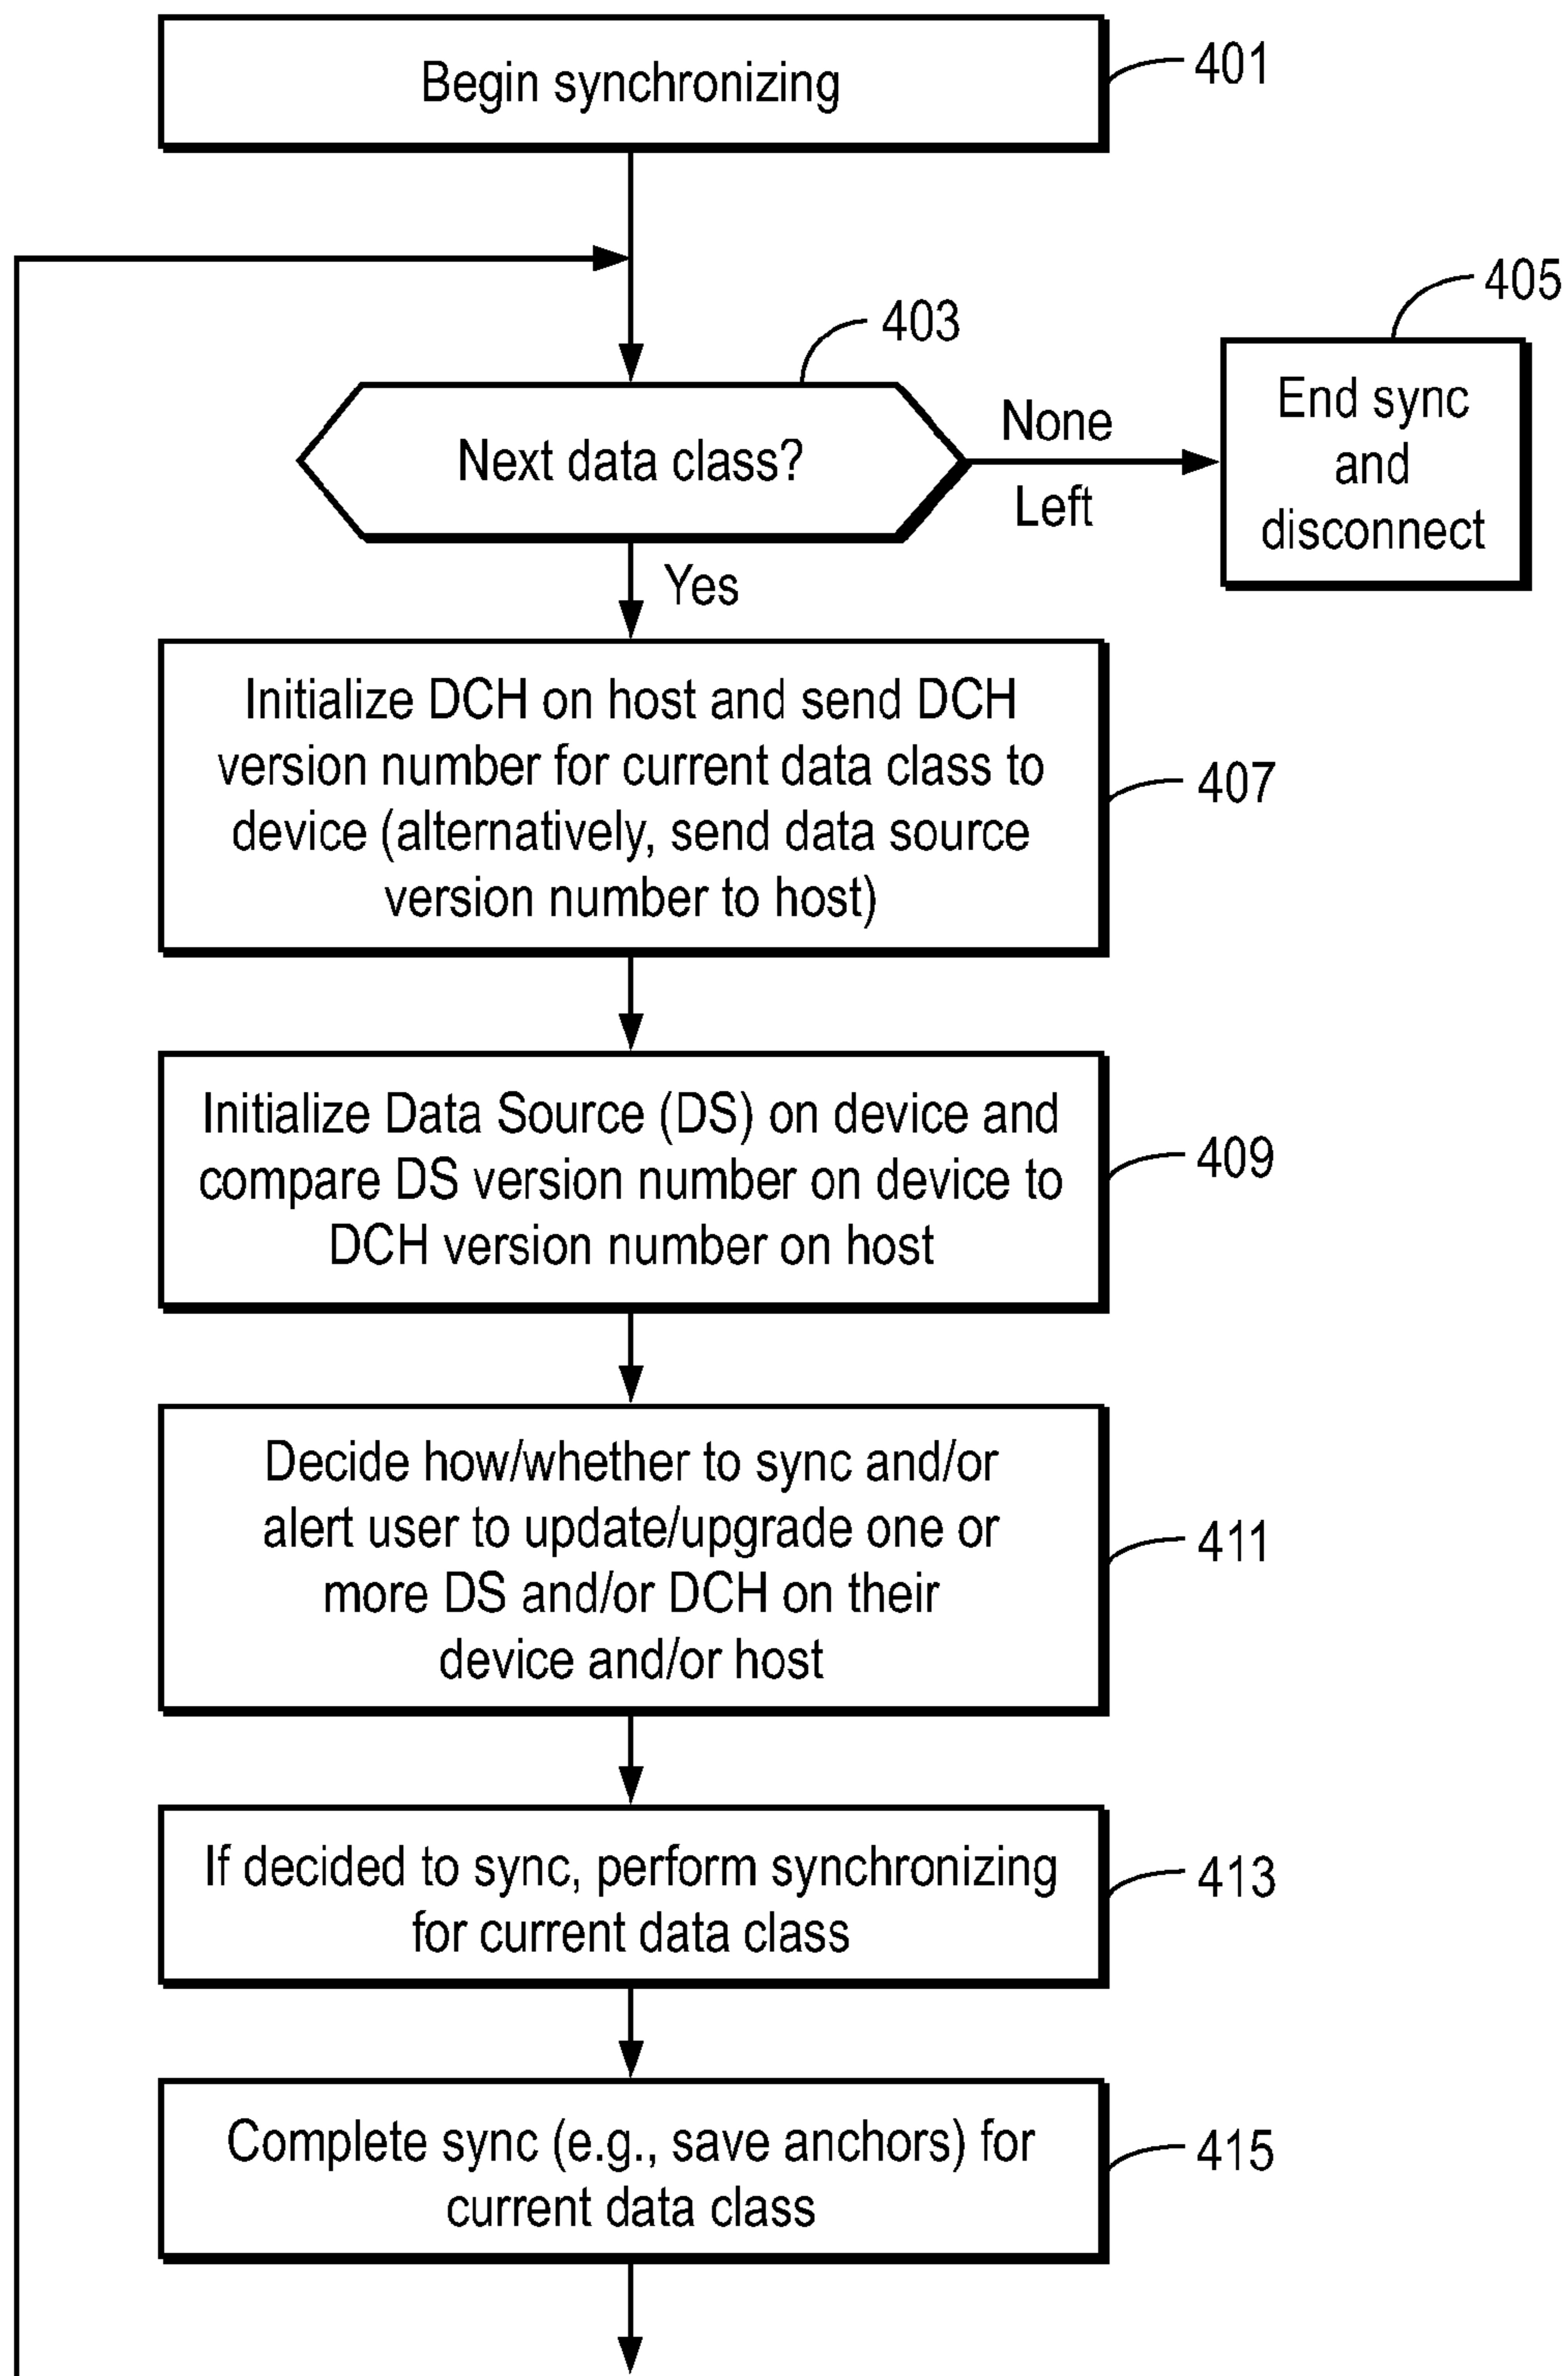 Begin synchronizing
401
405
403
Next data class?
None
Left
End sync
and
disconnect
Yes
Initialize DCH on host and send DCH
version number for current data class to
device (alternatively, send data source
version number to host)
407
Initialize Data Source (DS) on device and
compare DS version number on device to
DCH version number on host
409
Decide how/whether to sync and/or
alert user to update/upgrade one or
more DS and/or DCH on their
device and/or host
411
If decided to sync, perform synchronizing
for current data class
413
Complete sync (e.g., save anchors) for
current data class
415